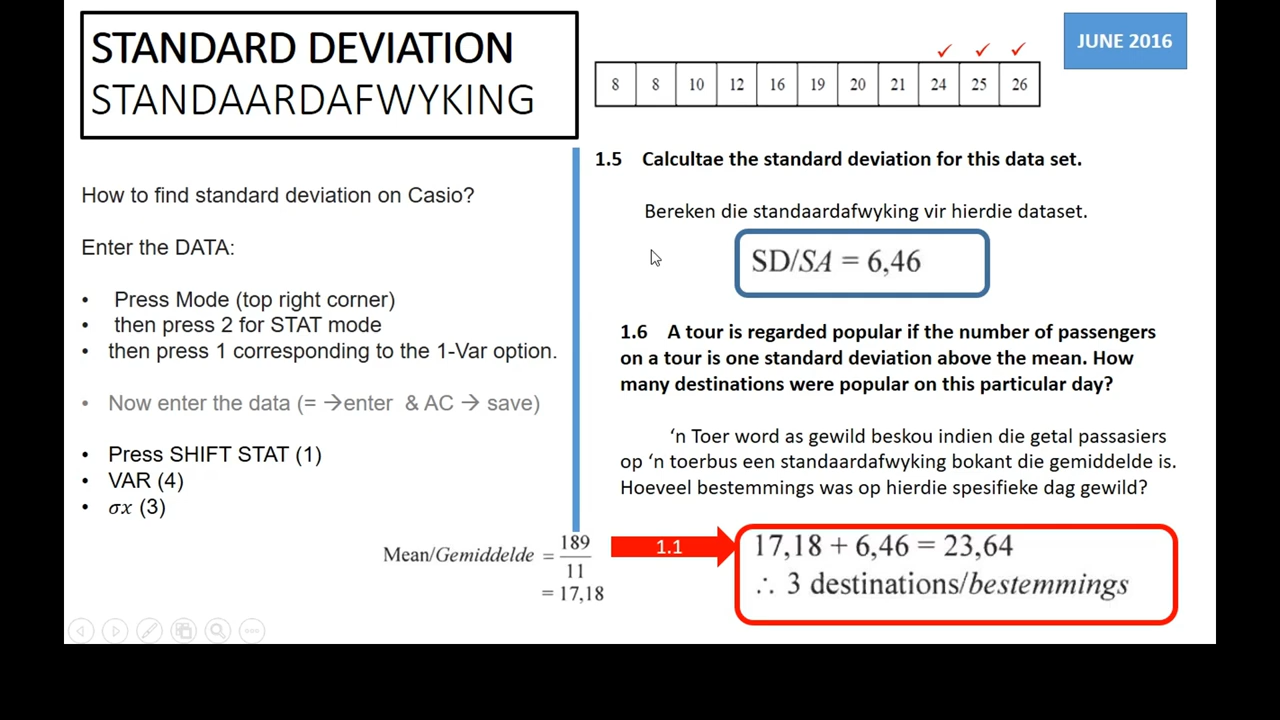 STANDARD DEVIATION
STANDAARDAFWYKING
JUNE 2016
8 8 10 12 16 19 20 21 24 25 26
How to find standard deviation on Casio?
Enter the DATA:
• Press Mode (top right corner)
• then press 2 for STAT mode
• then press 1 corresponding to the 1-Var option.
• Now enter the data (= →enter & AC → save)
• Press SHIFT STAT (1)
• VAR (4)
• σx (3)
Mean/Gemiddelde = 189/11
= 17,18
1.5 Calcultae the standard deviation for this data set.
Bereken die standaardafwyking vir hierdie dataset.
SD/SA = 6,46
1.6 A tour is regarded popular if the number of passengers
on a tour is one standard deviation above the mean. How
many destinations were popular on this particular day?
‘n Toer word as gewild beskou indien die getal passasiers
op ‘n toerbus een standaardafwyking bokant die gemiddelde is.
Hoeveel bestemmings was op hierdie spesifieke dag gewild?
1.1
17,18 + 6,46 = 23,64
∴ 3 destinations/bestemmings